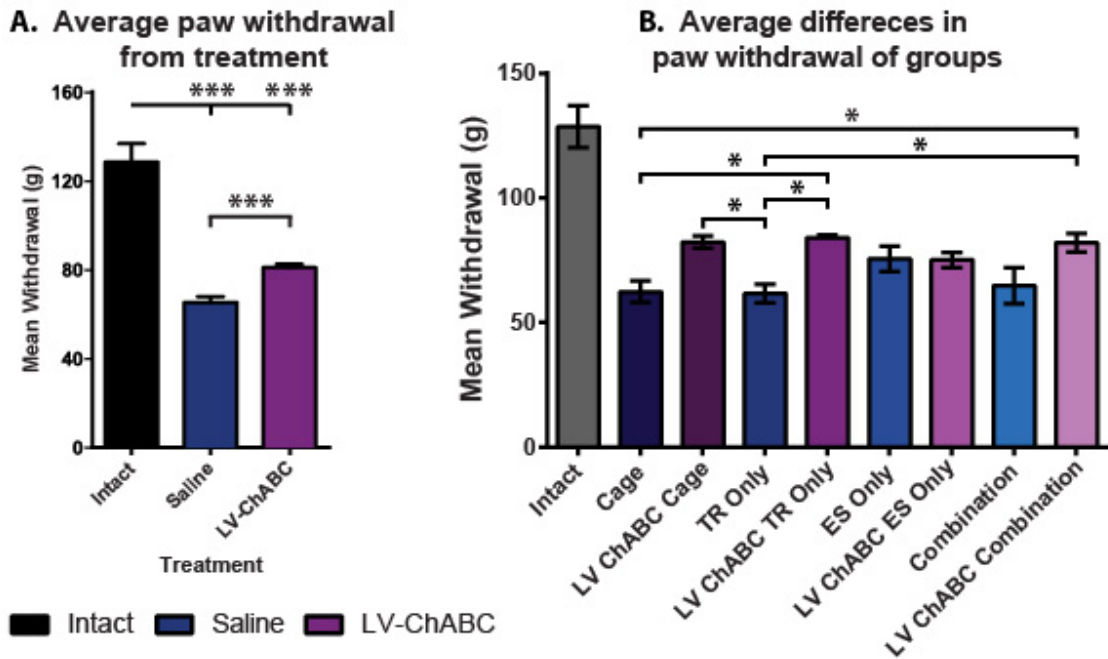 A. Average paw withdrawal
from treatment
Mean Withdrawal (g)
160
120
80
40
0
*** ***
***
Intact
Saline
LV-ChABC
Treatment
B. Average differeces in
paw withdrawal of groups
Mean Withdrawal (g)
150
100
50
0
*
*
*
*
*
Intact
Cage
LV ChABC Cage
TR Only
LV ChABC TR Only
ES Only
LV ChABC ES Only
Combination
LV ChABC Combination
Intact Saline LV-ChABC